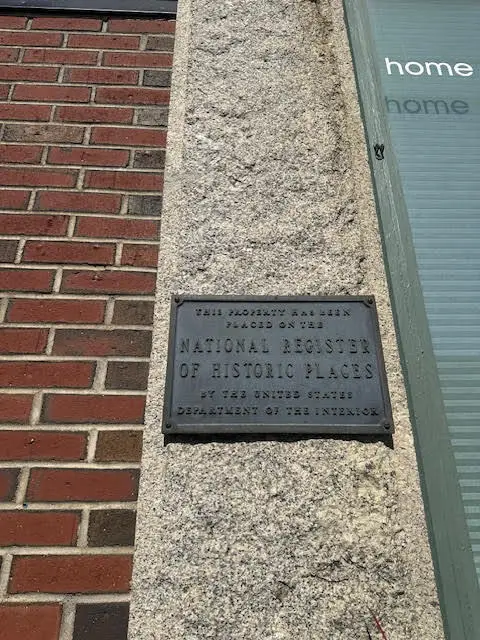 home
home
THIS PROPERTY HAS BEEN
PLACED ON THE
NATIONAL REGISTER
OF HISTORIC PLACES
BY THE UNITED STATES
DEPARTMENT OF THE INTERIOR